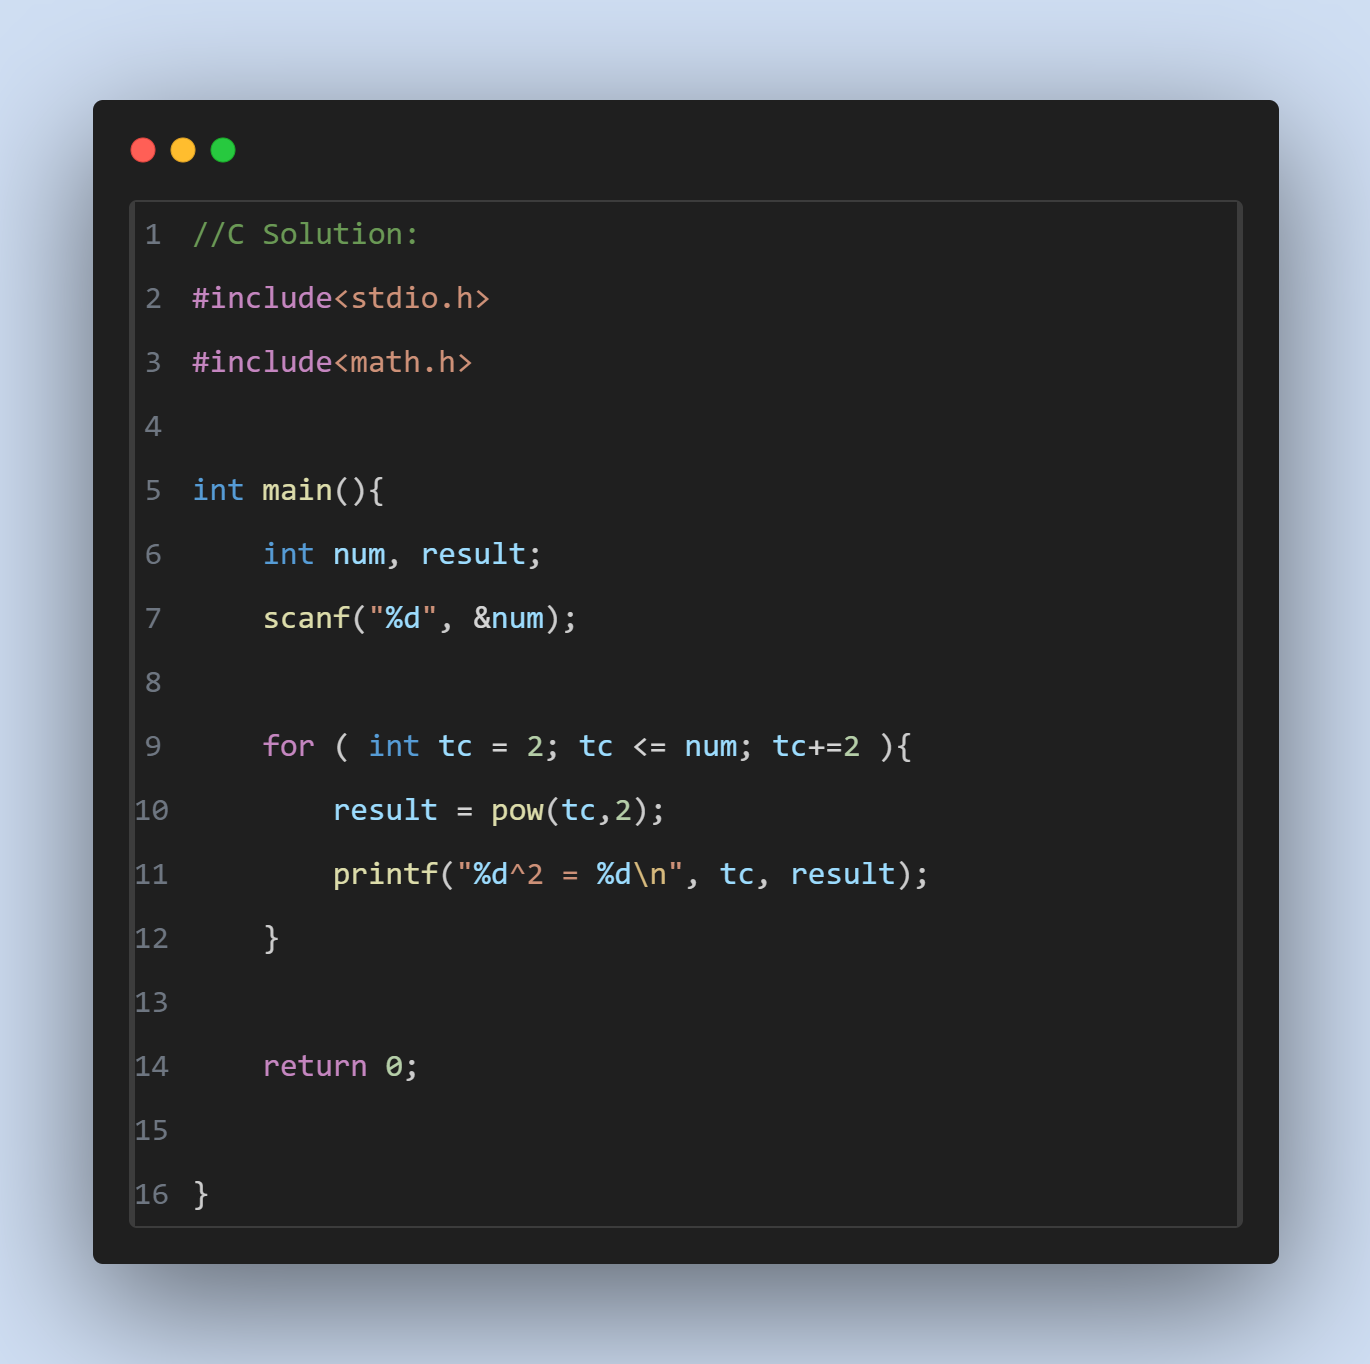 1 //C Solution:
2 #include<stdio.h>
3 #include<math.h>
4
5 int main(){
6     int num, result;
7     scanf("%d", &num);
8
9     for ( int tc = 2; tc <= num; tc+=2 ){
10         result = pow(tc,2);
11         printf("%d^2 = %d\n", tc, result);
12     }
13
14     return 0;
15
16 }